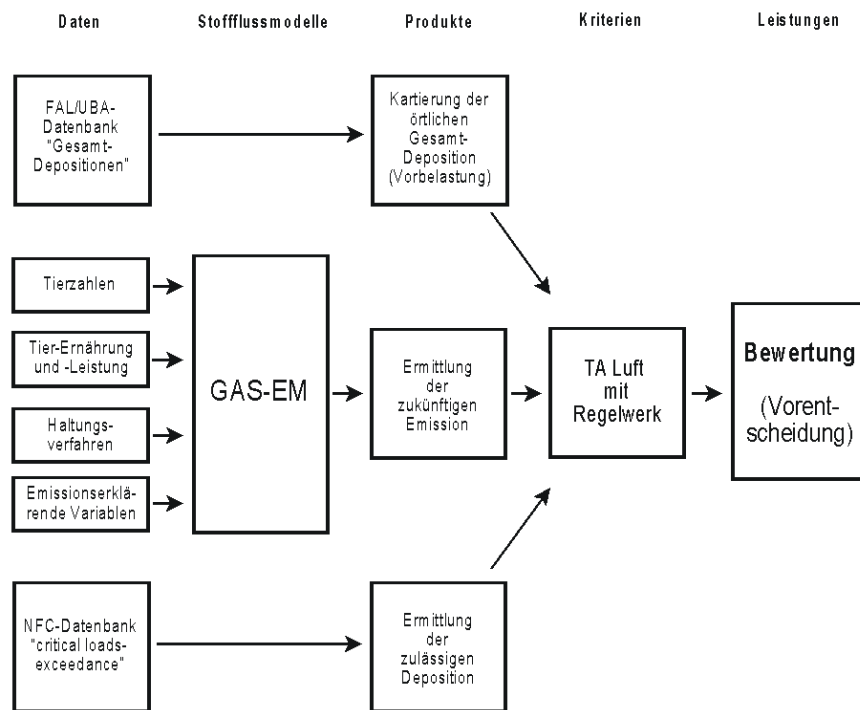 Daten
Stoffflussmodelle
Produkte
Kriterien
Leistungen
FAL/UBA-
Datenbank
"Gesamt-
Depositionen"
Kartierung der
örtlichen
Gesamt-
Deposition
(Vorbelastung)
Tierzahlen
Tier-Ernährung
und -Leistung
Haltungs-
verfahren
Emissionserklä-
rende Variablen
GAS-EM
Ermittlung
der
zukünftigen
Emission
TA Luft
mit
Regelwerk
Bewertung
(Vorent-
scheidung)
NFC-Datenbank
"critical loads-
exceedance"
Ermittlung
der
zulässigen
Deposition